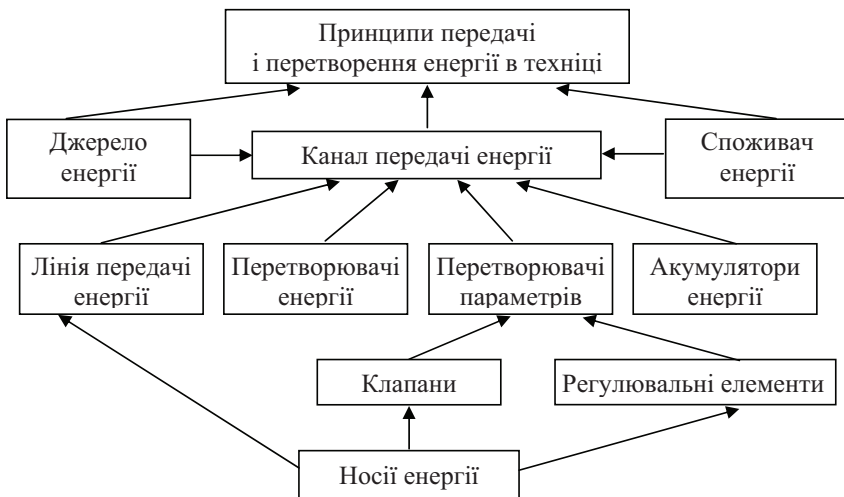 Принципи передачі
і перетворення енергії в техніці
Джерело
енергії
Канал передачі енергії
Споживач
енергії
Лінія передачі
енергії
Перетворювачі
енергії
Перетворювачі
параметрів
Акумулятори
енергії
Клапани
Регулювальні елементи
Носії енергії